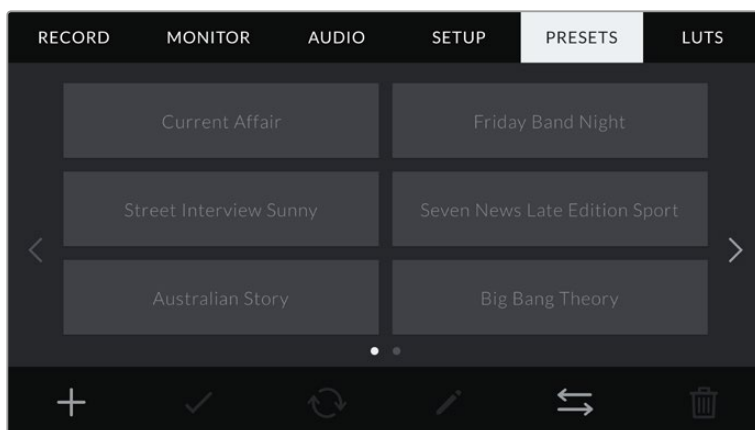 RECORD MONITOR AUDIO SETUP PRESETS LUTS
Current Affair Friday Band Night
Street Interview Sunny Seven News Late Edition Sport
Australian Story Big Bang Theory